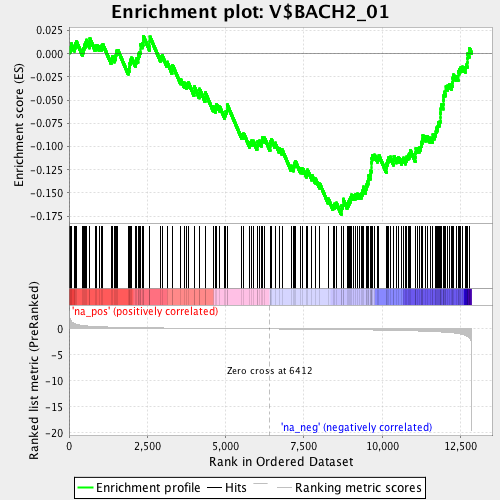 Enrichment plot: V$BACH2_01
Enrichment score (ES)
0.025
0.000
-0.025
-0.050
-0.075
-0.100
-0.125
-0.150
-0.175
'na_pos' (positively correlated)
Ranked list metric (PreRanked)
0
-5
-10
-15
-20
Zero cross at 6412
'na_neg' (negatively correlated)
0
2,500
5,000
7,500
10,000
12,500
Rank in Ordered Dataset
Enrichment profile
Hits
Ranking metric scores